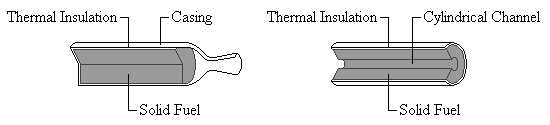 Thermal Insulation Casing Thermal Insulation Cylindrical Channel
Solid Fuel Solid Fuel